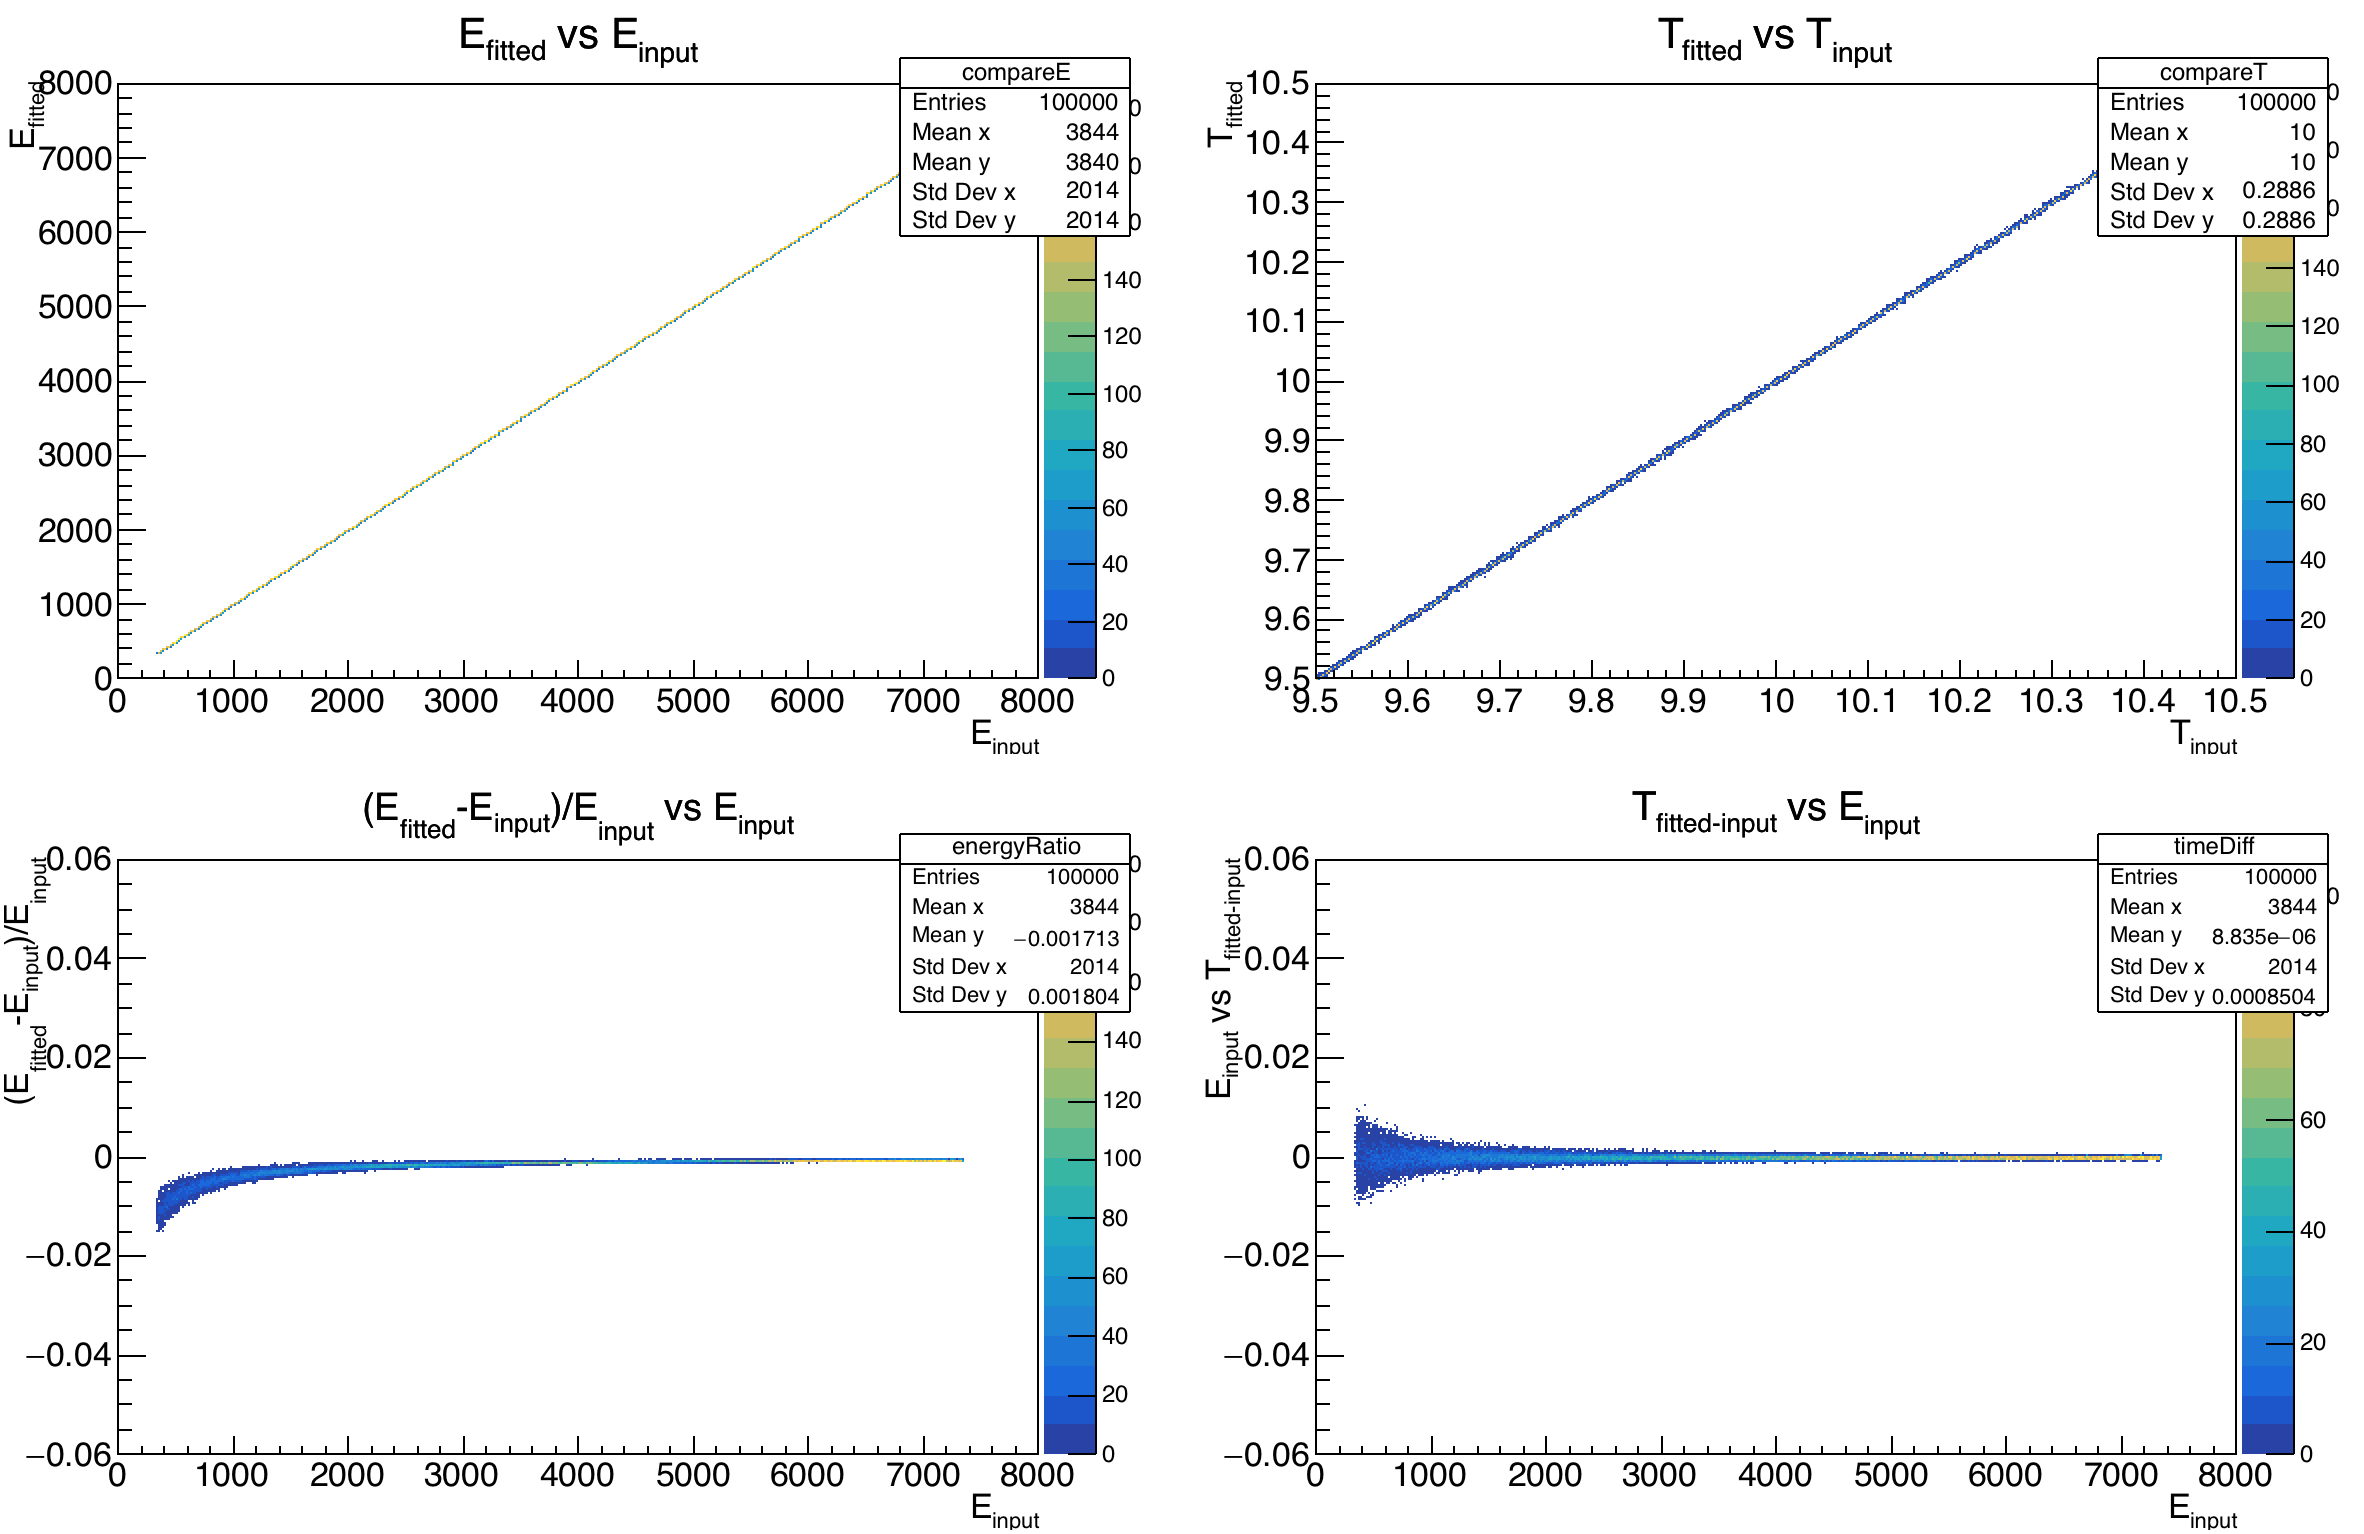 E_fitted vs E_input
E_fitted
8000
7000
6000
5000
4000
3000
2000
1000
0
0 1000 2000 3000 4000 5000 6000 7000 8000
E_input
compareE
Entries 100000
Mean x 3844
Mean y 3840
Std Dev x 2014
Std Dev y 2014
0
0
0
140
120
100
80
60
40
20
0
T_fitted vs T_input
T_fitted
10.5
10.4
10.3
10.2
10.1
10
9.9
9.8
9.7
9.6
9.5
9.5 9.6 9.7 9.8 9.9 10 10.1 10.2 10.3 10.4 10.5
T_input
compareT
Entries 100000
Mean x 10
Mean y 10
Std Dev x 0.2886
Std Dev y 0.2886
0
0
0
140
120
100
80
60
40
20
0
(E_fitted-E_input)/E_input vs E_input
(E_fitted-E_input)/E_input
0.06
0.04
0.02
0
−0.02
−0.04
−0.06
0 1000 2000 3000 4000 5000 6000 7000 8000
E_input
energyRatio
Entries 100000
Mean x 3844
Mean y −0.001713
Std Dev x 2014
Std Dev y 0.001804
0
0
0
140
120
100
80
60
40
20
0
T_fitted-input vs E_input
E_input vs T_fitted-input
0.06
0.04
0.02
0
−0.02
−0.04
−0.06
0 1000 2000 3000 4000 5000 6000 7000 8000
E_input
timeDiff
Entries 100000
Mean x 3844
Mean y 8.835e−06
Std Dev x 2014
Std Dev y 0.0008504
0
60
40
20
0